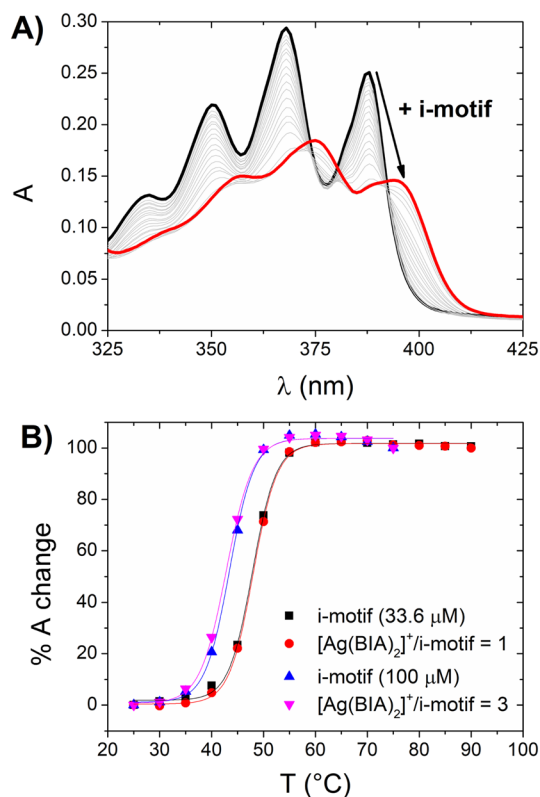 A)
0.30
0.25
0.20
0.15
0.10
0.05
0.00
A
+ i-motif
325 350 375 400 425
λ (nm)
B)
100
80
60
40
20
0
% A change
i-motif (33.6 μM)
[Ag(BIA)₂]⁺/i-motif = 1
i-motif (100 μM)
[Ag(BIA)₂]⁺/i-motif = 3
20 30 40 50 60 70 80 90 100
T (°C)